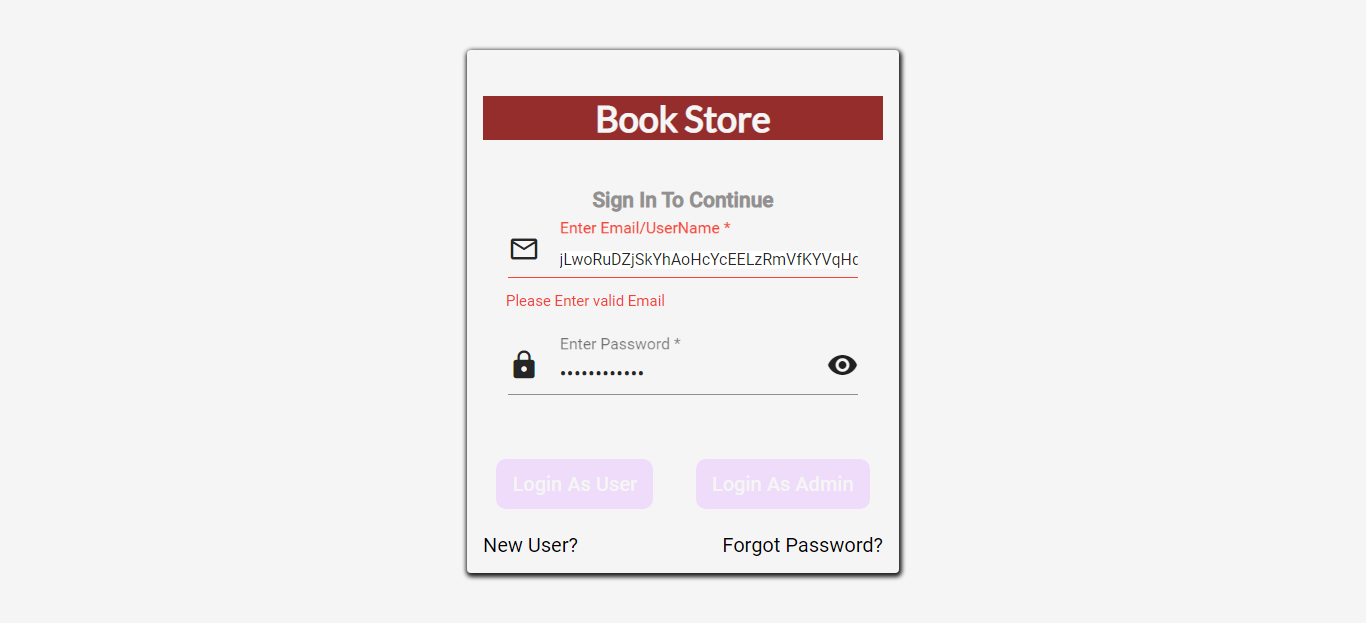 Book Store
Sign In To Continue
Enter Email/UserName *
jLwoRuDZjSkYhAoHcYcEELzRmVfKYVqHc
Please Enter valid Email
Enter Password *
••••••••••••
Login As User Login As Admin
New User? Forgot Password?